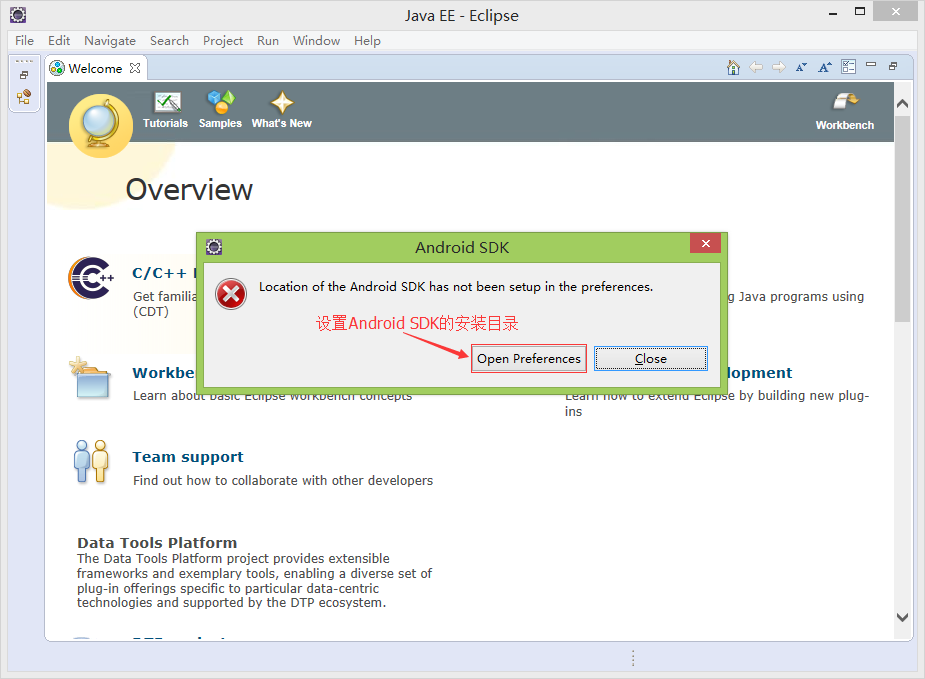 Java EE - Eclipse
File Edit Navigate Search Project Run Window Help
Welcome
Tutorials Samples What's New Workbench
Overview
Android SDK
Location of the Android SDK has not been setup in the preferences.
设置Android SDK的安装目录
Open Preferences Close
C/C++
Get familia
(CDT)
g Java programs using
Workbe
Learn about basic Eclipse workbench concepts
lopment
Learn how to extend Eclipse by building new plug-
ins
Team support
Find out how to collaborate with other developers
Data Tools Platform
The Data Tools Platform project provides extensible
frameworks and exemplary tools, enabling a diverse set of
plug-in offerings specific to particular data-centric
technologies and supported by the DTP ecosystem.